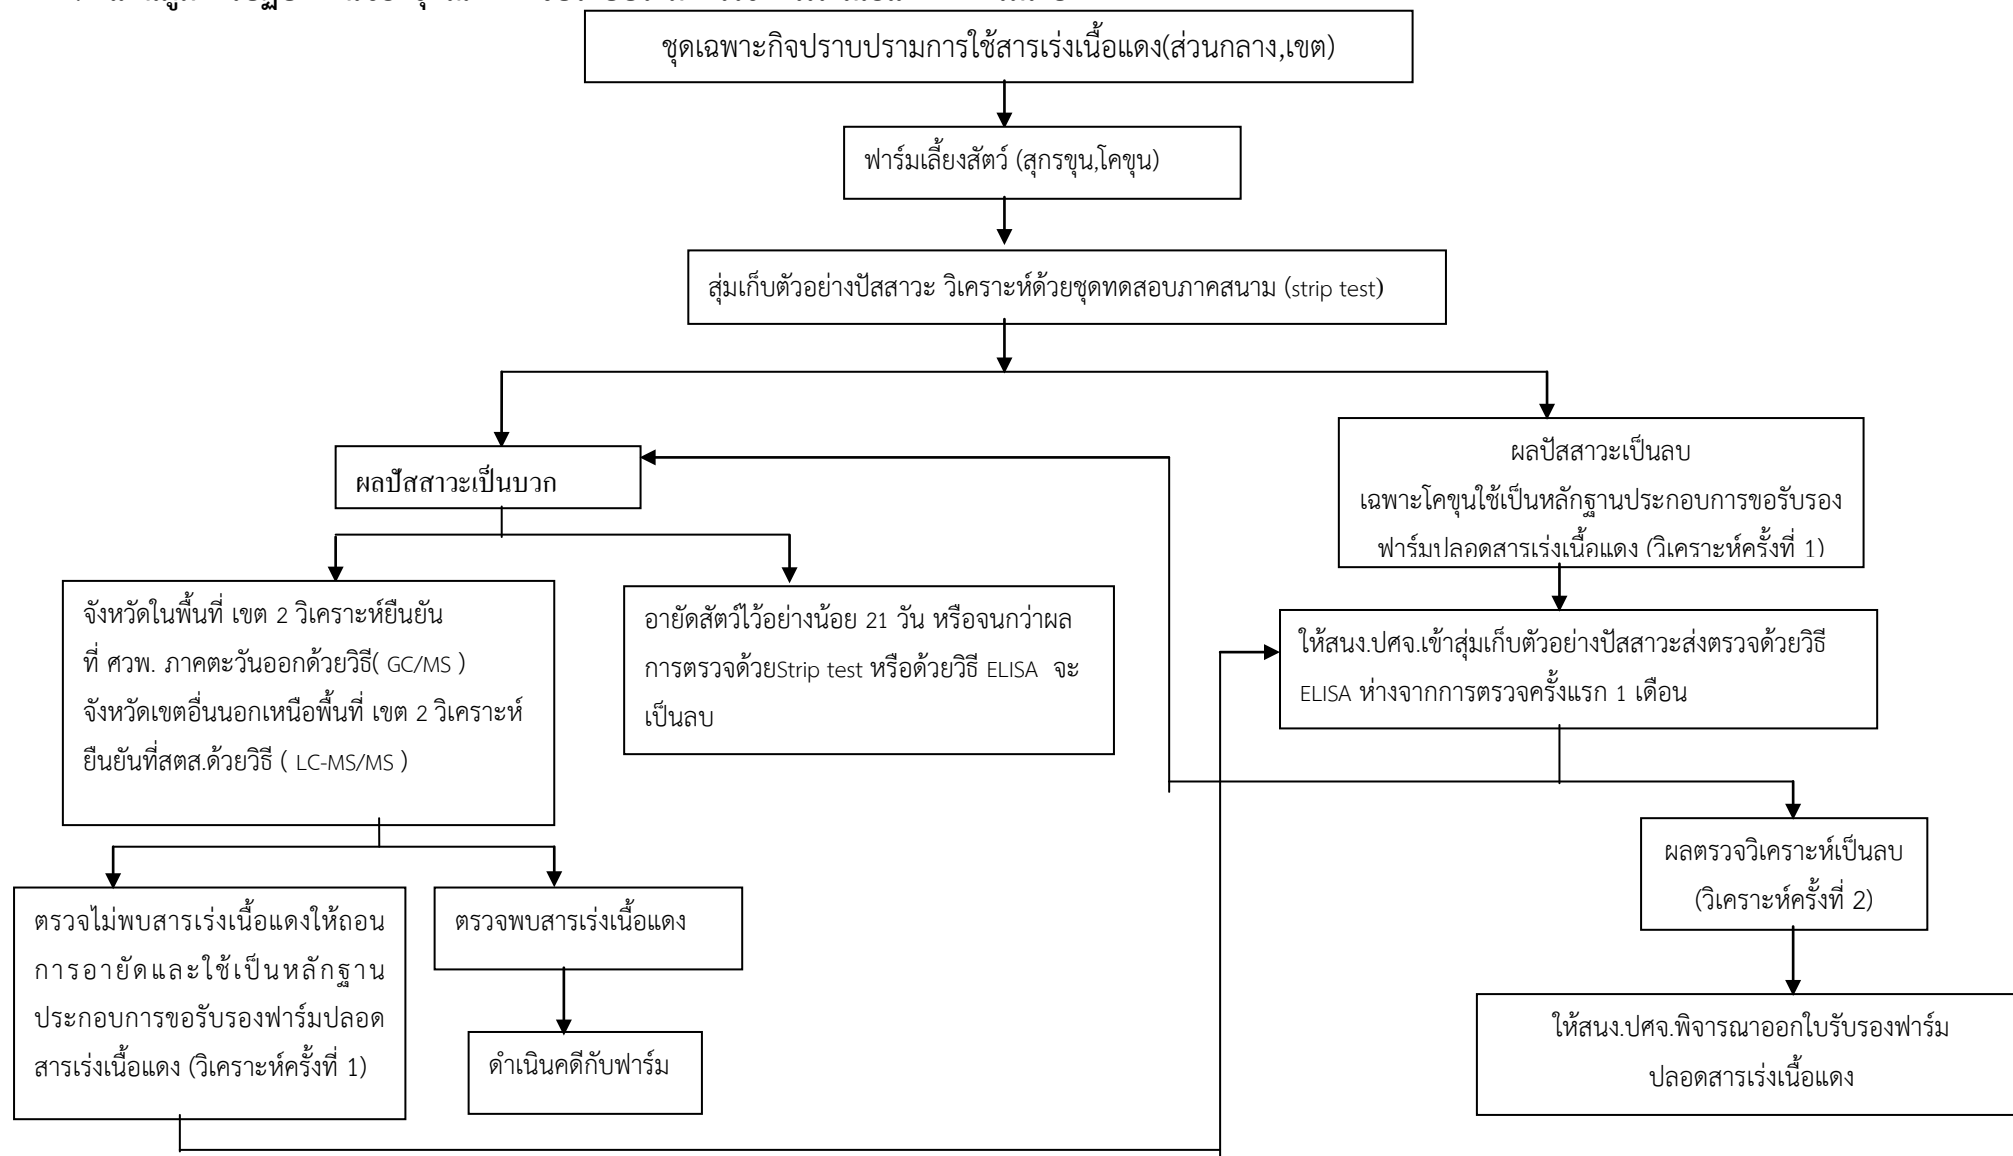 ชุดเฉพาะกิจปราบปรามการใช้สารเร่งเนื้อแดง(ส่วนกลาง,เขต)
ฟาร์มเลี้ยงสัตว์ (สุกรขุน,โคขุน)
สุ่มเก็บตัวอย่างปัสสาวะ วิเคราะห์ด้วยชุดทดสอบภาคสนาม (strip test)
ผลปัสสาวะเป็นบวก
ผลปัสสาวะเป็นลบ
เฉพาะโคขุนใช้เป็นหลักฐานประกอบการขอรับรอง
ฟาร์มปลอดสารเร่งเนื้อแดง (วิเคราะห์ครั้งที่ 1)
จังหวัดในพื้นที่ เขต 2 วิเคราะห์ยืนยัน
ที่ ศวพ. ภาคตะวันออกด้วยวิธี( GC/MS )
จังหวัดเขตอื่นนอกเหนือพื้นที่ เขต 2 วิเคราะห์
ยืนยันที่สตส.ด้วยวิธี ( LC-MS/MS )
อายัดสัตว์ไว้อย่างน้อย 21 วัน หรือจนกว่าผล
การตรวจด้วยStrip test หรือด้วยวิธี ELISA จะ
เป็นลบ
ให้สนง.ปศจ.เข้าสุ่มเก็บตัวอย่างปัสสาวะส่งตรวจด้วยวิธี
ELISA ห่างจากการตรวจครั้งแรก 1 เดือน
ตรวจไม่พบสารเร่งเนื้อแดงให้ถอน
การอายัดและใช้เป็นหลักฐาน
ประกอบการขอรับรองฟาร์มปลอด
สารเร่งเนื้อแดง (วิเคราะห์ครั้งที่ 1)
ตรวจพบสารเร่งเนื้อแดง
ดำเนินคดีกับฟาร์ม
ผลตรวจวิเคราะห์เป็นลบ
(วิเคราะห์ครั้งที่ 2)
ให้สนง.ปศจ.พิจารณาออกใบรับรองฟาร์ม
ปลอดสารเร่งเนื้อแดง